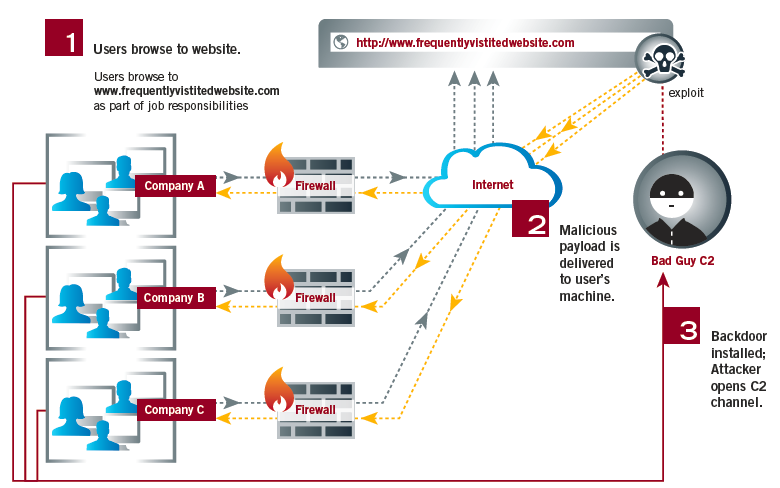 1
Users browse to website.
Users browse to
www.frequentlyvistitedwebsite.com
as part of job responsibilities
http://www.frequentlyvistitedwebsite.com
exploit
Company A
Firewall
Internet
2
Malicious
payload is
delivered
to user's
machine.
Bad Guy C2
Company B
Firewall
3
Backdoor
installed;
Attacker
opens C2
channel.
Company C
Firewall